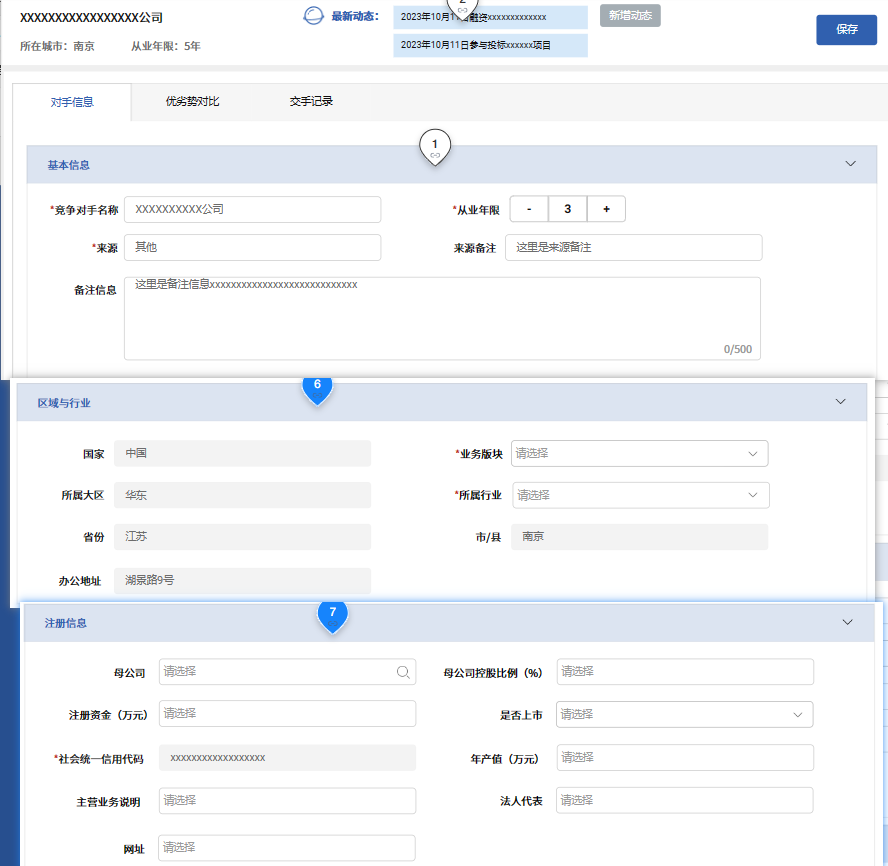 XXXXXXXXXXXXXXXXX公司
所在城市：南京 从业年限：5年
最新动态：
2023年10月11 融资xxxxxxxxxxxxx
2023年10月11日参与投标xxxxxx项目
新增动态
保存
2
对手信息 优劣势对比 交手记录
1
基本信息
*竞争对手名称 XXXXXXXXXX公司 *从业年限 - 3 +
*来源 其他 来源备注 这里是来源备注
备注信息 这里是备注信息xxxxxxxxxxxxxxxxxxxxxxxxxxxx
0/500
6
区域与行业
国家 中国 *业务版块 请选择
所属大区 华东 *所属行业 请选择
省份 江苏 市/县 南京
办公地址 湖景路9号
7
注册信息
母公司 请选择 母公司控股比例（%） 请选择
注册资金（万元） 请选择 是否上市 请选择
*社会统一信用代码 xxxxxxxxxxxxxxxxxx 年产值（万元） 请选择
主营业务说明 请选择 法人代表 请选择
网址 请选择